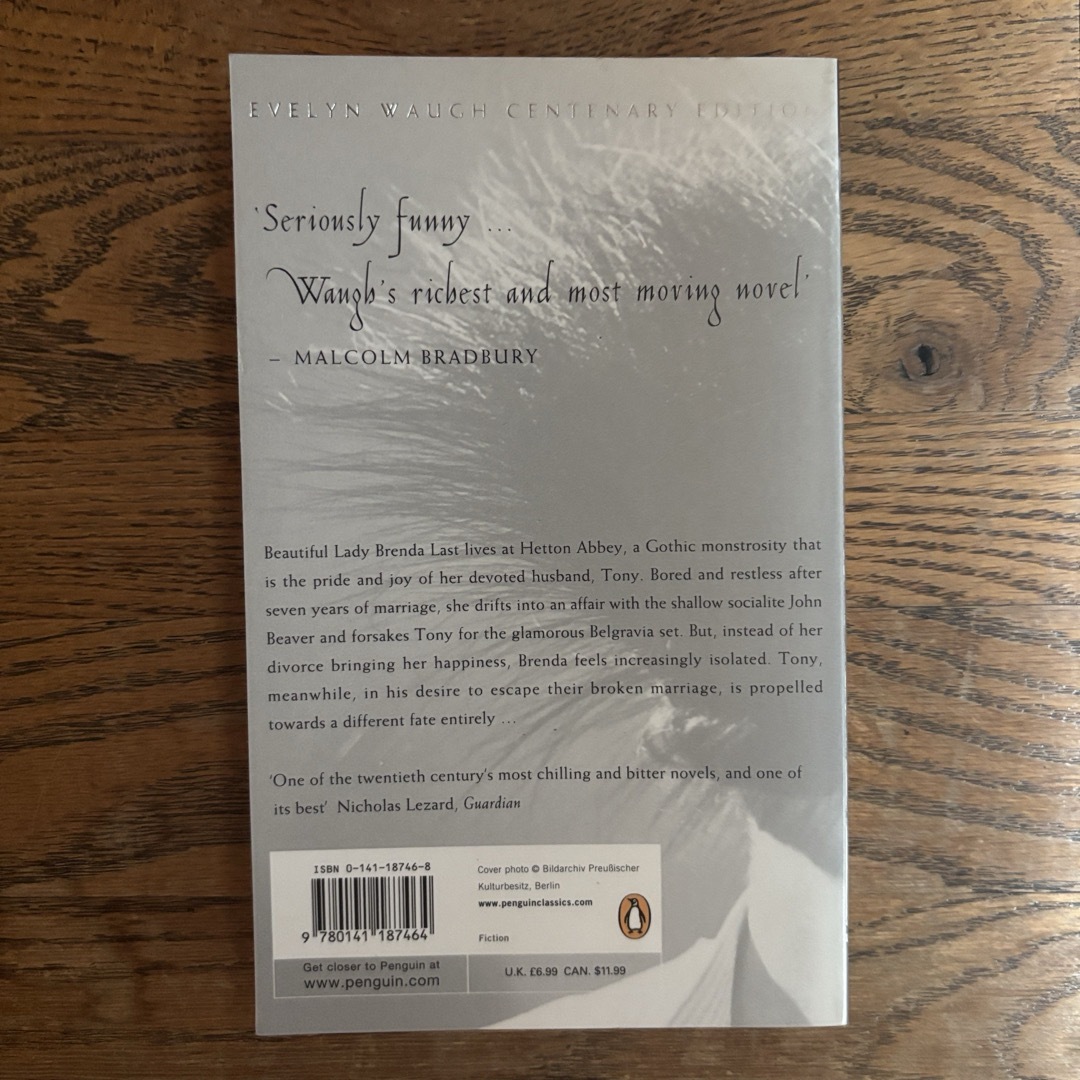 EVELYN WAUGH CENTENARY EDITION
'Seriously funny ...
Waugh's richest and most moving novel'
– MALCOLM BRADBURY
Beautiful Lady Brenda Last lives at Hetton Abbey, a Gothic monstrosity that
is the pride and joy of her devoted husband, Tony. Bored and restless after
seven years of marriage, she drifts into an affair with the shallow socialite John
Beaver and forsakes Tony for the glamorous Belgravia set. But, instead of her
divorce bringing her happiness, Brenda feels increasingly isolated. Tony,
meanwhile, in his desire to escape their broken marriage, is propelled
towards a different fate entirely ...
'One of the twentieth century's most chilling and bitter novels, and one of
its best' Nicholas Lezard, Guardian
ISBN 0-141-18746-8
9 780141 187464
Cover photo © Bildarchiv Preußischer
Kulturbesitz, Berlin
www.penguinclassics.com
Fiction
Get closer to Penguin at
www.penguin.com
U.K. £6.99 CAN. $11.99